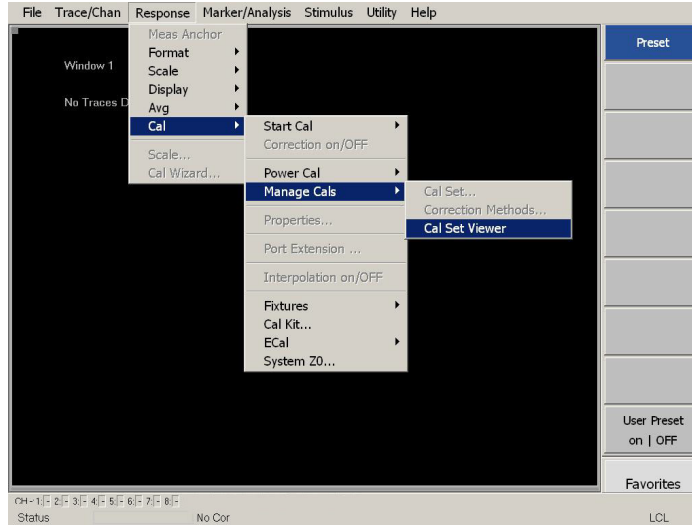 File Trace/Chan Response Marker/Analysis Stimulus Utility Help
Window 1
No Traces D
Meas Anchor
Format
Scale
Display
Avg
Cal
Scale...
Cal Wizard...
Start Cal
Correction on/OFF
Power Cal
Manage Cals
Properties...
Port Extension ...
Interpolation on/OFF
Fixtures
Cal Kit...
ECal
System Z0...
Cal Set...
Correction Methods...
Cal Set Viewer
Preset
User Preset
on | OFF
Favorites
CH - 1: - 2: - 3: - 4: - 5: - 6: - 7: - 8: -
Status No Cor LCL